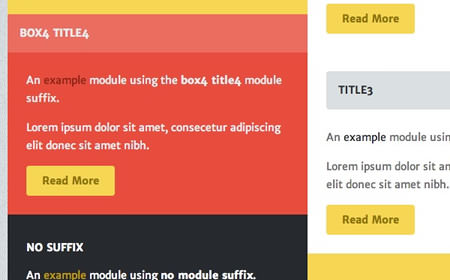 BOX4 TITLE4
An example module using the box4 title4 module
suffix.
Lorem ipsum dolor sit amet, consecetur adipiscing
elit donec sit amet nibh.
Read More
NO SUFFIX
An example module using no module suffix.
Read More
TITLE3
An example module usin
Lorem ipsum dolor sit
elit donec sit amet nibh.
Read More